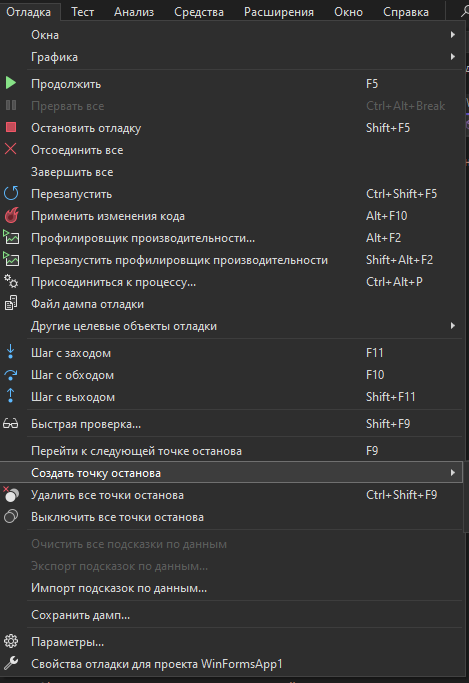 Отладка Тест Анализ Средства Расширения Окно Справка
Окна
Графика
Продолжить F5
Прервать все Ctrl+Alt+Break
Остановить отладку Shift+F5
Отсоединить все
Завершить все
Перезапустить Ctrl+Shift+F5
Применить изменения кода Alt+F10
Профилировщик производительности... Alt+F2
Перезапустить профилировщик производительности Shift+Alt+F2
Присоединиться к процессу... Ctrl+Alt+P
Файл дампа отладки
Другие целевые объекты отладки
Шаг с заходом F11
Шаг с обходом F10
Шаг с выходом Shift+F11
Быстрая проверка... Shift+F9
Перейти к следующей точке останова F9
Создать точку останова
Удалить все точки останова Ctrl+Shift+F9
Выключить все точки останова
Очистить все подсказки по данным
Экспорт подсказок по данным...
Импорт подсказок по данным...
Сохранить дамп...
Параметры...
Свойства отладки для проекта WinFormsApp1